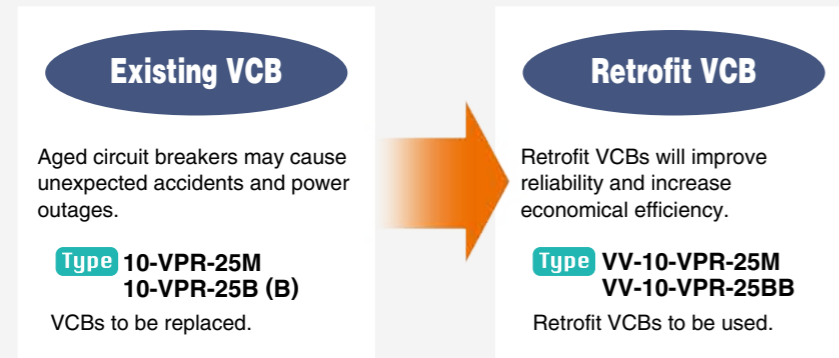 Existing VCB
Aged circuit breakers may cause
unexpected accidents and power
outages.
Type 10-VPR-25M
10-VPR-25B (B)
VCBs to be replaced.
Retrofit VCB
Retrofit VCBs will improve
reliability and increase
economical efficiency.
Type VV-10-VPR-25M
VV-10-VPR-25BB
Retrofit VCBs to be used.